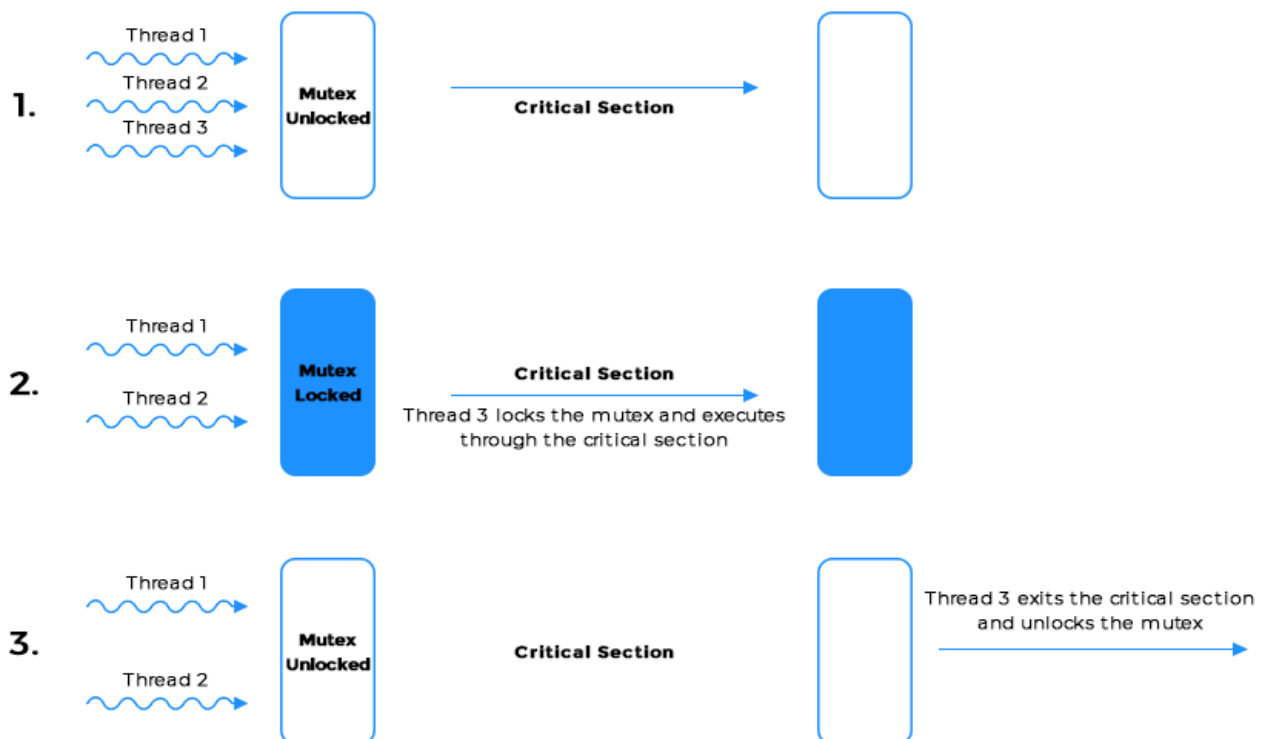 1.
Thread 1
Thread 2
Thread 3
Mutex
Unlocked
Critical Section
2.
Thread 1
Thread 2
Mutex
Locked
Critical Section
Thread 3 locks the mutex and executes
through the critical section
3.
Thread 1
Thread 2
Mutex
Unlocked
Critical Section
Thread 3 exits the critical section
and unlocks the mutex